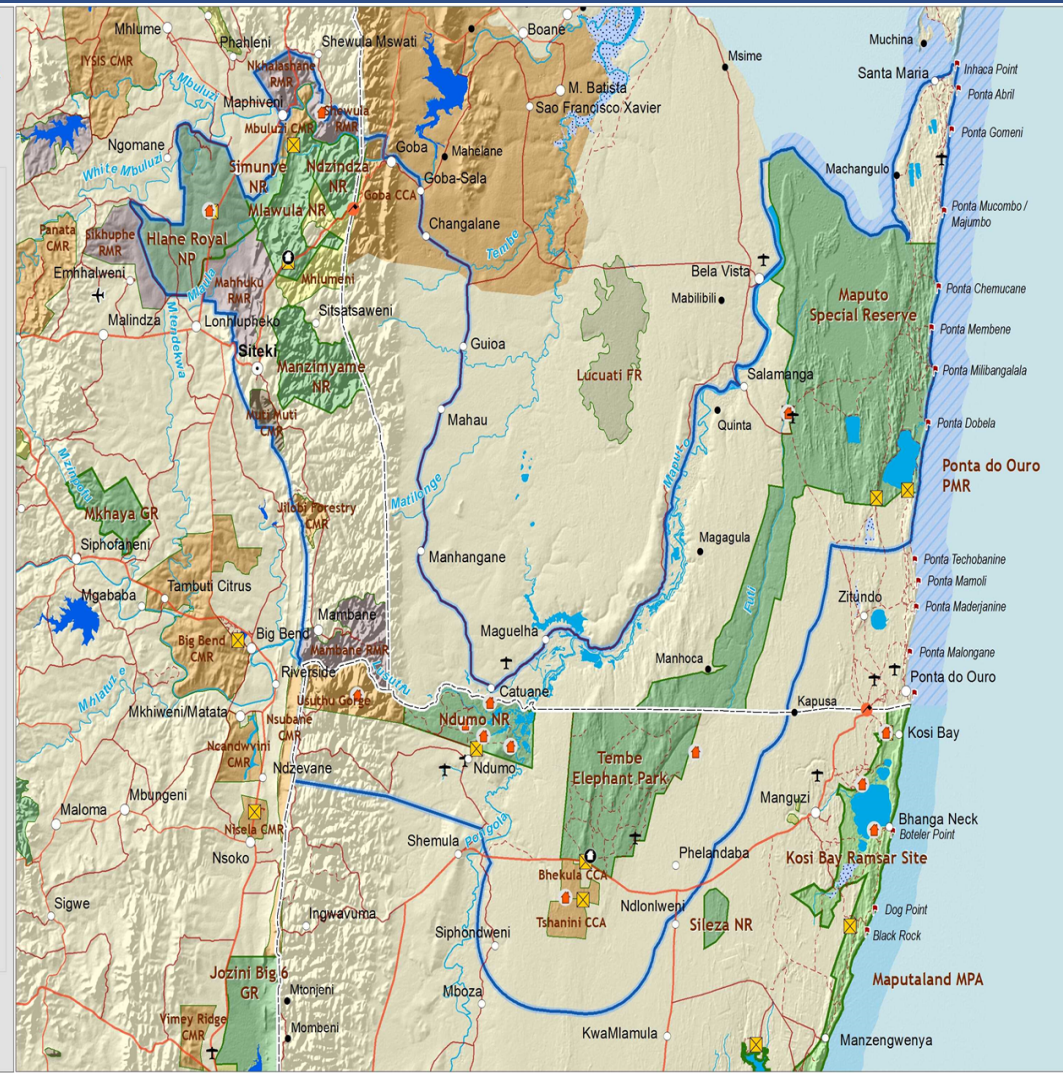 Mhlume
Boane
Muchina
IYSIS CMR
Phahleni
Shewula Mswati
Msime
Santa Maria
Inhaca Point
Nkhalashane
RMR
Mbuluzi
M. Batista
Ponta Abril
Maphiveni
Shewula
RMR
Sao Francisco Xavier
Mbuluzi CMR
Ponta Gomeni
Ngomane
Goba
Mahelane
White Mbuluzi
Simunye
NR
Ndzindza
NR
Goba-Sala
Machangulo
Goba CCA
Mlawula NR
Ponta Mucombo /
Majumbo
Panata
CMR
Sikhuphe
RMR
Hlane Royal
NP
Changalane
Tembe
Emhhalweni
Maula
Mahhuku
RMR
Mhlumeni
Bela Vista
Ponta Chemucane
Mabilibili
Maputo
Special Reserve
Malindza
Mtendekwa
Lonhlupheko
Sitsatsaweni
Ponta Membene
Siteki
Guioa
Manzimyame
NR
Lucuati FR
Salamanga
Ponta Milibangalala
Muti Muti
CMR
Mahau
Quinta
Ponta Dobela
Mzimpofu
Maputo
Ponta do Ouro
PMR
Matilonge
Mkhaya GR
Jilobi Forestry
CMR
Siphofaneni
Manhangane
Magagula
Ponta Techobanine
Tambuti Citrus
Ponta Mamoli
Mgababa
Futi
Zitundo
Ponta Maderjanine
Mambane
Big Bend
CMR
Big Bend
Maguelha
Mambane RMR
Manhoca
Ponta Malongane
Riverside
Usutu
Ponta do Ouro
Mhlatuze
Usuthu Gorge
CMR
Catuane
Kapusa
Mkhiweni/Matata
Nsubane
CMR
Ndumo NR
Kosi Bay
Ncandwvini
CMR
Ndzevane
Ndumo
Tembe
Elephant Park
Mbungeni
Manguzi
Maloma
Bhanga Neck
Nisela CMR
Pongola
Boteler Point
Shemula
Nsoko
Phelandaba
Kosi Bay Ramsar Site
Bhekula CCA
Sigwe
Ingwavuma
Ndlonlweni
Dog Point
Tshanini CCA
Sileza NR
Siphondweni
Black Rock
Jozini Big 6
GR
Mtonjeni
Mboza
Maputaland MPA
Vimey Ridge
CMR
Mombeni
KwaMlamula
Manzengwenya